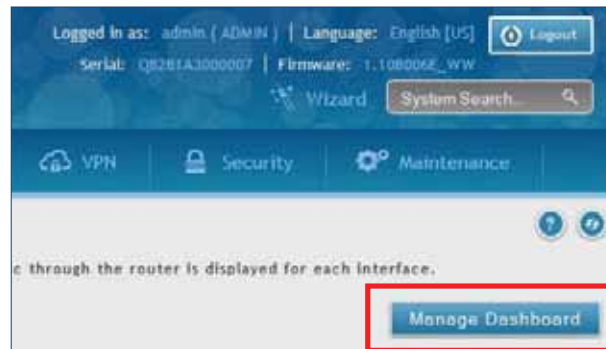 Logged in as: admin ( ADMIN ) | Language: English [US] Logout
Serial: QB2B1A3000007 | Firmware: 1.10B006E_WW
Wizard System Search...
VPN Security Maintenance
c through the router is displayed for each interface.
Manage Dashboard